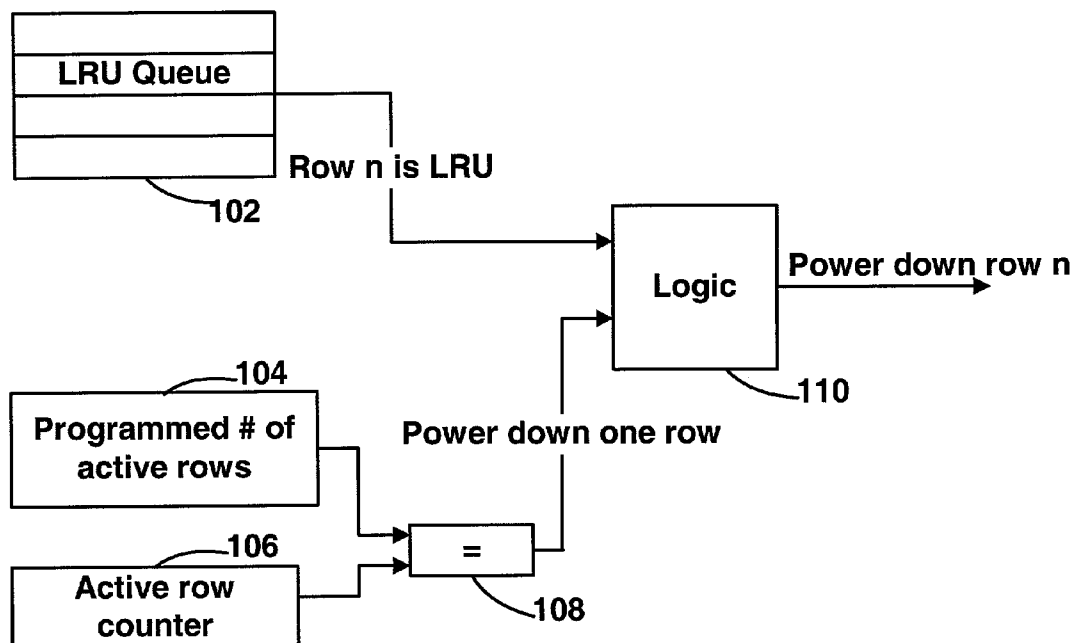 LRU Queue
Row n is LRU
102
Logic
Power down row n
110
104
Programmed # of
active rows
Power down one row
106
=
Active row
counter
108